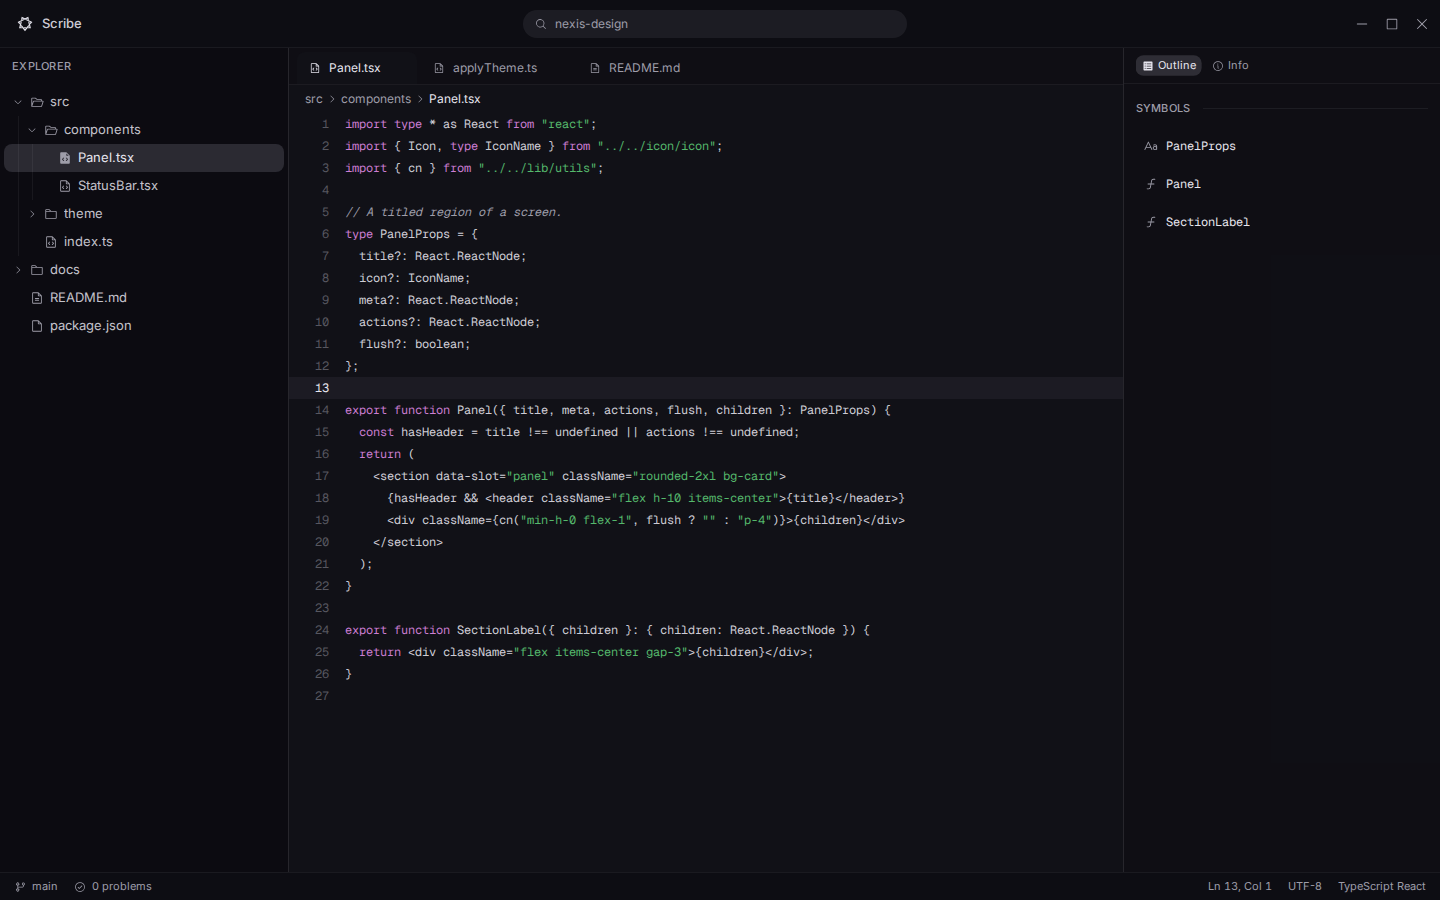 Scribe
nexis-design
EXPLORER
src
components
Panel.tsx
StatusBar.tsx
theme
index.ts
docs
README.md
package.json
Panel.tsx
applyTheme.ts
README.md
src > components > Panel.tsx
1 import type * as React from "react";
2 import { Icon, type IconName } from "../../icon/icon";
3 import { cn } from "../../lib/utils";
4
5 // A titled region of a screen.
6 type PanelProps = {
7   title?: React.ReactNode;
8   icon?: IconName;
9   meta?: React.ReactNode;
10   actions?: React.ReactNode;
11   flush?: boolean;
12 };
13
14 export function Panel({ title, meta, actions, flush, children }: PanelProps) {
15   const hasHeader = title !== undefined || actions !== undefined;
16   return (
17     <section data-slot="panel" className="rounded-2xl bg-card">
18       {hasHeader && <header className="flex h-10 items-center">{title}</header>}
19       <div className={cn("min-h-0 flex-1", flush ? "" : "p-4")}>{children}</div>
20     </section>
21   );
22 }
23
24 export function SectionLabel({ children }: { children: React.ReactNode }) {
25   return <div className="flex items-center gap-3">{children}</div>;
26 }
27
Outline
Info
SYMBOLS
Aa PanelProps
Panel
SectionLabel
main
0 problems
Ln 13, Col 1
UTF-8
TypeScript React